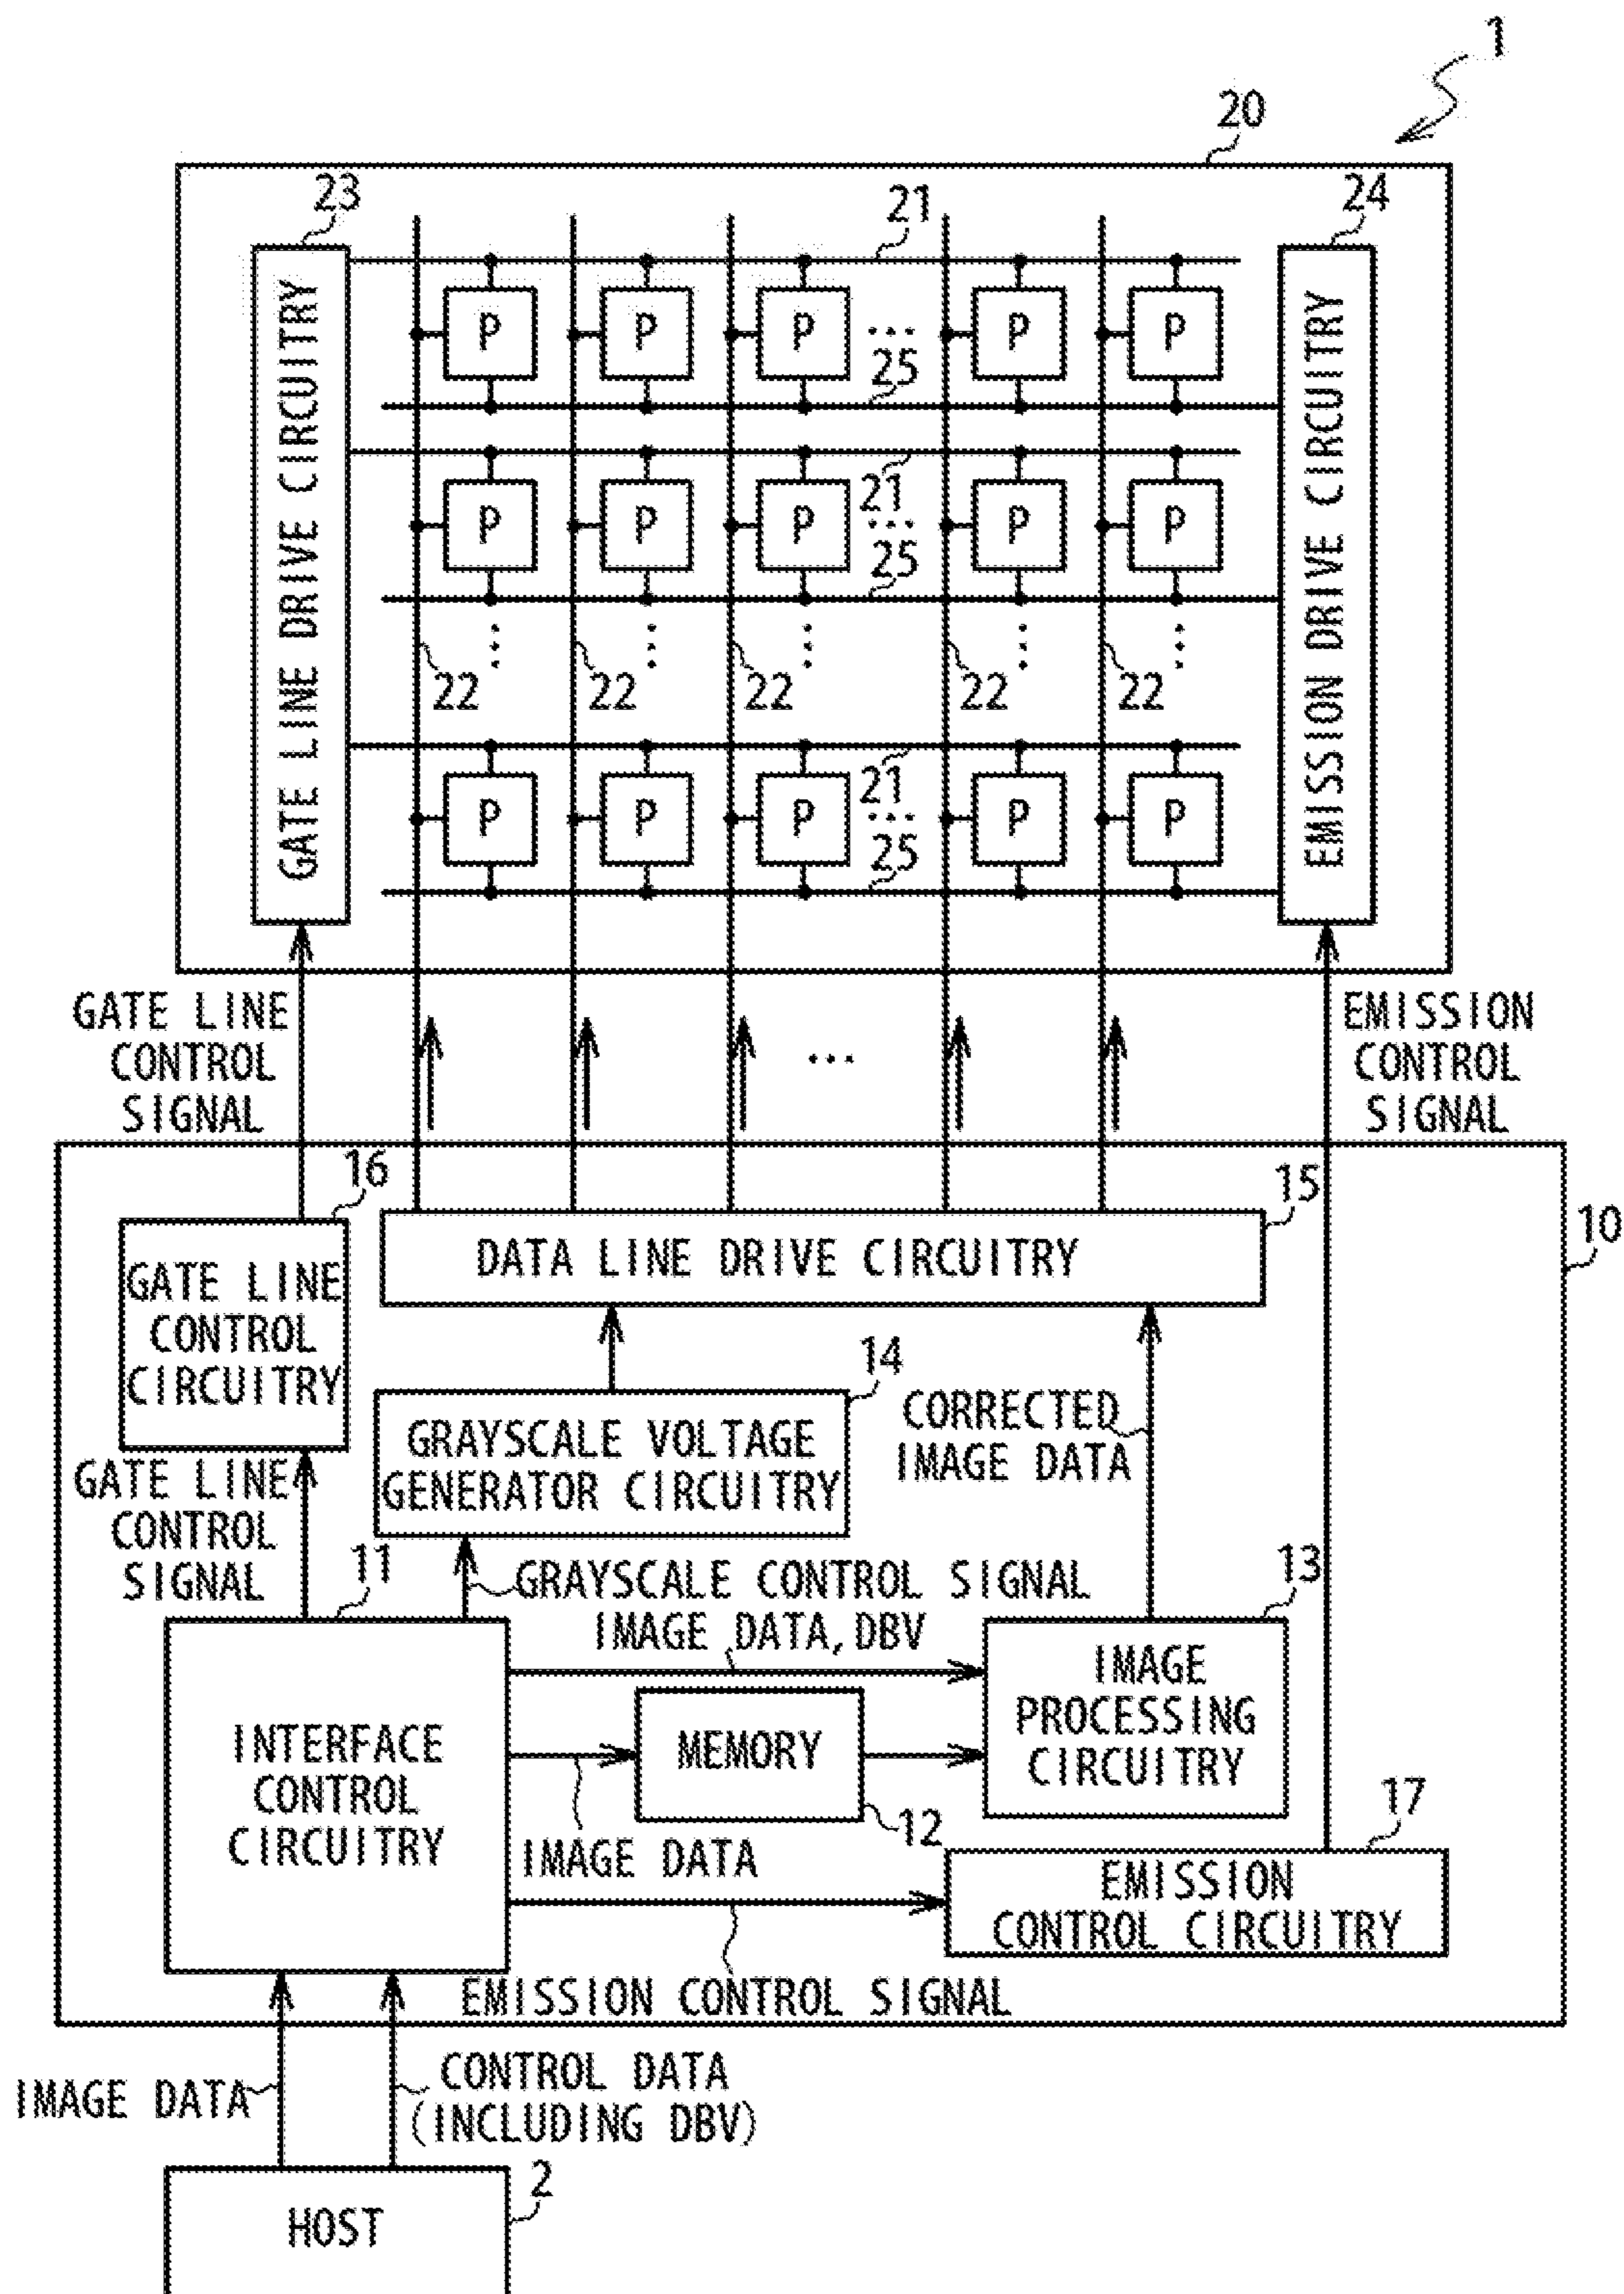 1
20
23
21
24
GATE LINE DRIVE CIRCUITRY
EMISSION DRIVE CIRCUITRY
P P P ... P P
25
21
P P P ... P P
25
22 22 22 22 22
21
P P P ... P P
25
GATE LINE
CONTROL
SIGNAL
...
EMISSION
CONTROL
SIGNAL
16
15
10
GATE LINE
CONTROL
CIRCUITRY
DATA LINE DRIVE CIRCUITRY
14
GRAYSCALE VOLTAGE
GENERATOR CIRCUITRY
CORRECTED
IMAGE DATA
GATE LINE
CONTROL
SIGNAL
11
GRAYSCALE CONTROL SIGNAL
13
IMAGE DATA, DBV
INTERFACE
CONTROL
CIRCUITRY
MEMORY
12
IMAGE
PROCESSING
CIRCUITRY
IMAGE DATA
17
EMISSION
CONTROL CIRCUITRY
EMISSION CONTROL SIGNAL
IMAGE DATA
CONTROL DATA
(INCLUDING DBV)
2
HOST